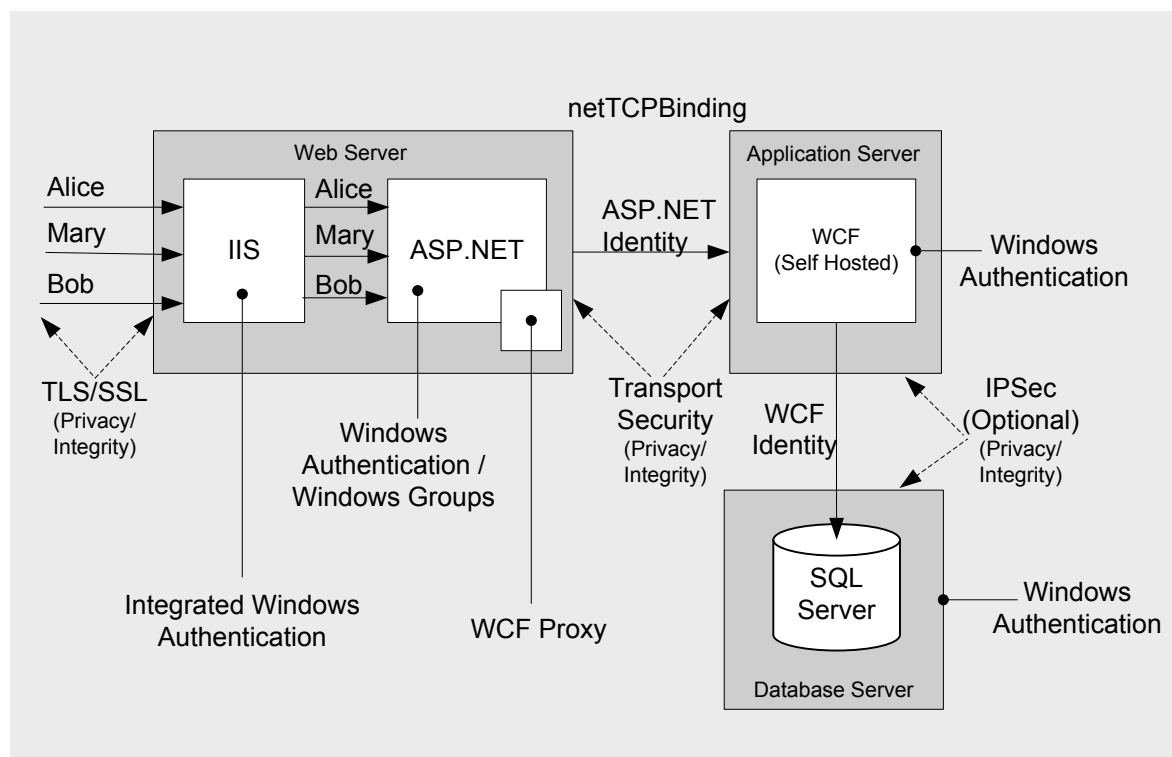 netTCPBinding
Web Server
Application Server
Alice
Mary
Bob
IIS
Alice
Mary
Bob
ASP.NET
ASP.NET
Identity
WCF
(Self Hosted)
Windows
Authentication
TLS/SSL
(Privacy/
Integrity)
Windows
Authentication /
Windows Groups
Transport
Security
(Privacy/
Integrity)
WCF
Identity
IPSec
(Optional)
(Privacy/
Integrity)
Integrated Windows
Authentication
WCF Proxy
SQL
Server
Windows
Authentication
Database Server